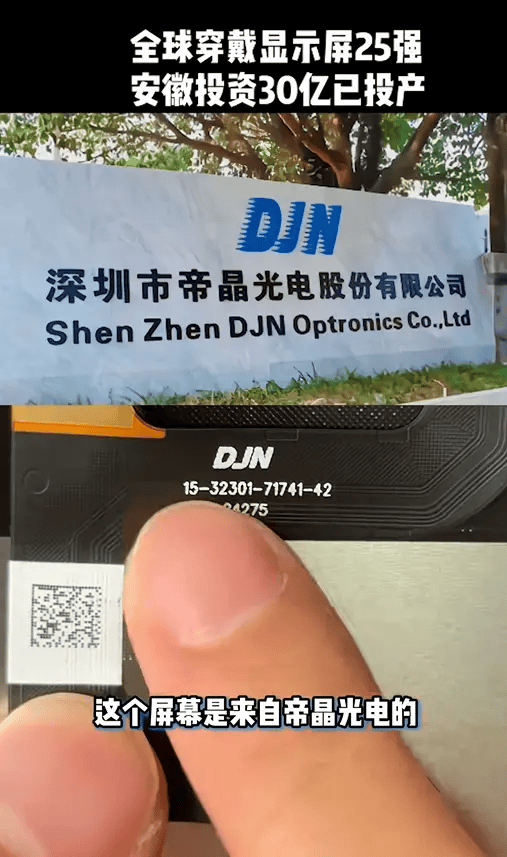 全球穿戴显示屏25强
安徽投资30亿已投产
DJN
深圳市帝晶光电股份有限公司
Shen Zhen DJN Optronics Co.,Ltd
DJN
15-32301-71741-42
24275
这个屏幕是来自帝晶光电的